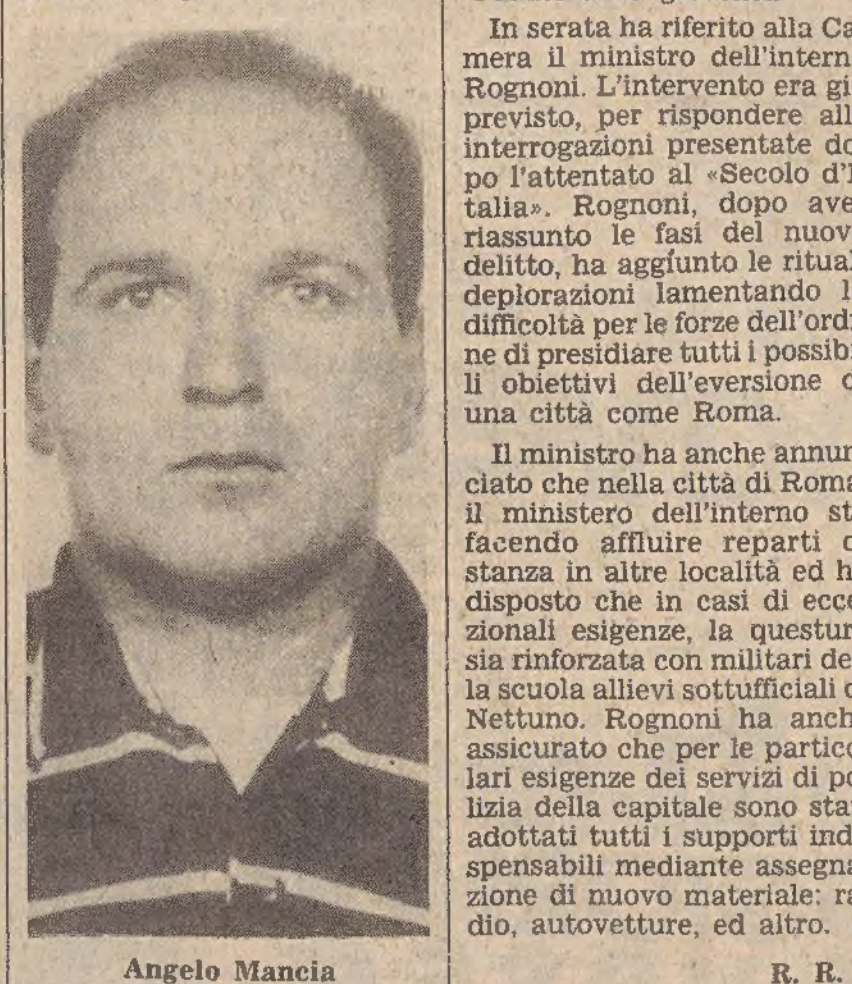 In serata ha riferito alla Ca
mera il ministro dell'intern
Rognoni. L'intervento era gi
previsto, per rispondere all
interrogazioni presentate do
po l'attentato al «Secolo d'I
talia». Rognoni, dopo ave
riassunto le fasi del nuov
delitto, ha aggiunto le ritual
deplorazioni lamentando l
difficoltà per le forze dell'ordi
ne di presidiare tutti i possibi
li obiettivi dell'eversione d
una città come Roma.
Il ministro ha anche annun
ciato che nella città di Roma
il ministero dell'interno st
facendo affluire reparti d
stanza in altre località ed h
disposto che in casi di ecce
zionali esigenze, la questur
sia rinforzata con militari de
la scuola allievi sottufficiali d
Nettuno. Rognoni ha anch
assicurato che per le partico
lari esigenze dei servizi di po
lizia della capitale sono stat
adottati tutti i supporti ind
spensabili mediante assegna
zione di nuovo materiale: ra
dio, autovetture, ed altro.
R. R.
Angelo Mancia